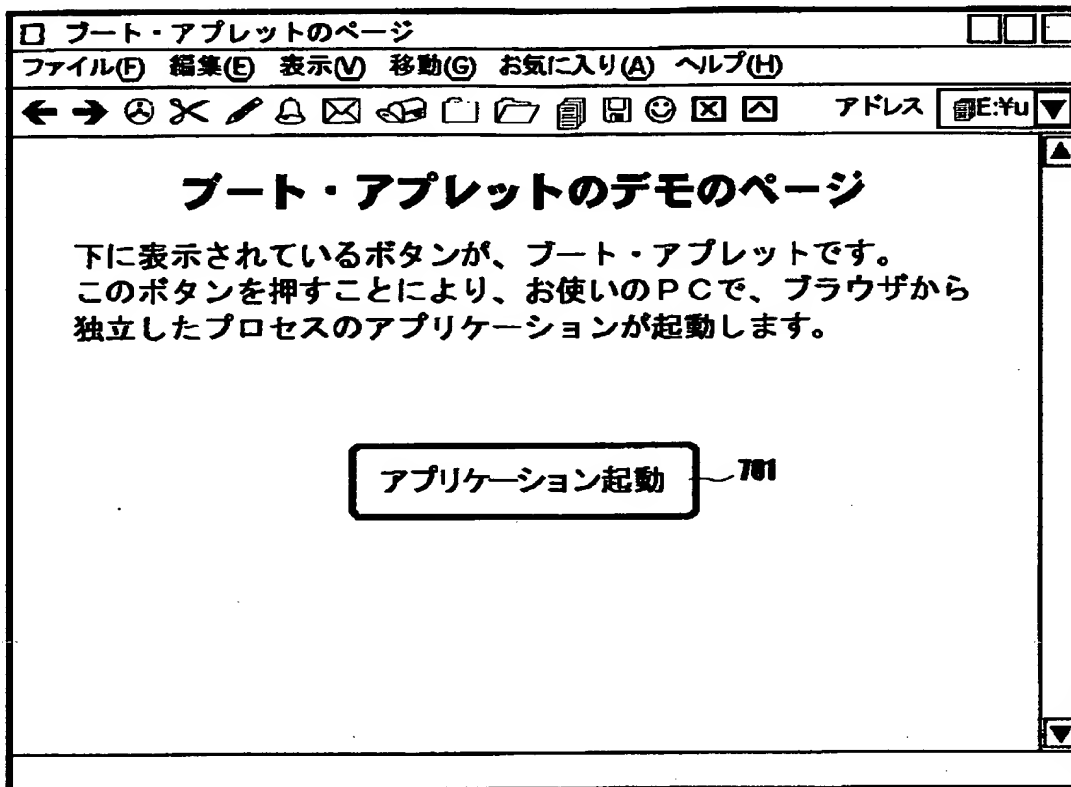 ブート・アプレットのページ
ファイル(F) 編集(E) 表示(V) 移動(G) お気に入り(A) ヘルプ(H)
アドレス E:¥u
ブート・アプレットのデモのページ
下に表示されているボタンが、ブート・アプレットです。
このボタンを押すことにより、お使いのPCで、ブラウザから
独立したプロセスのアプリケーションが起動します。
アプリケーション起動 701